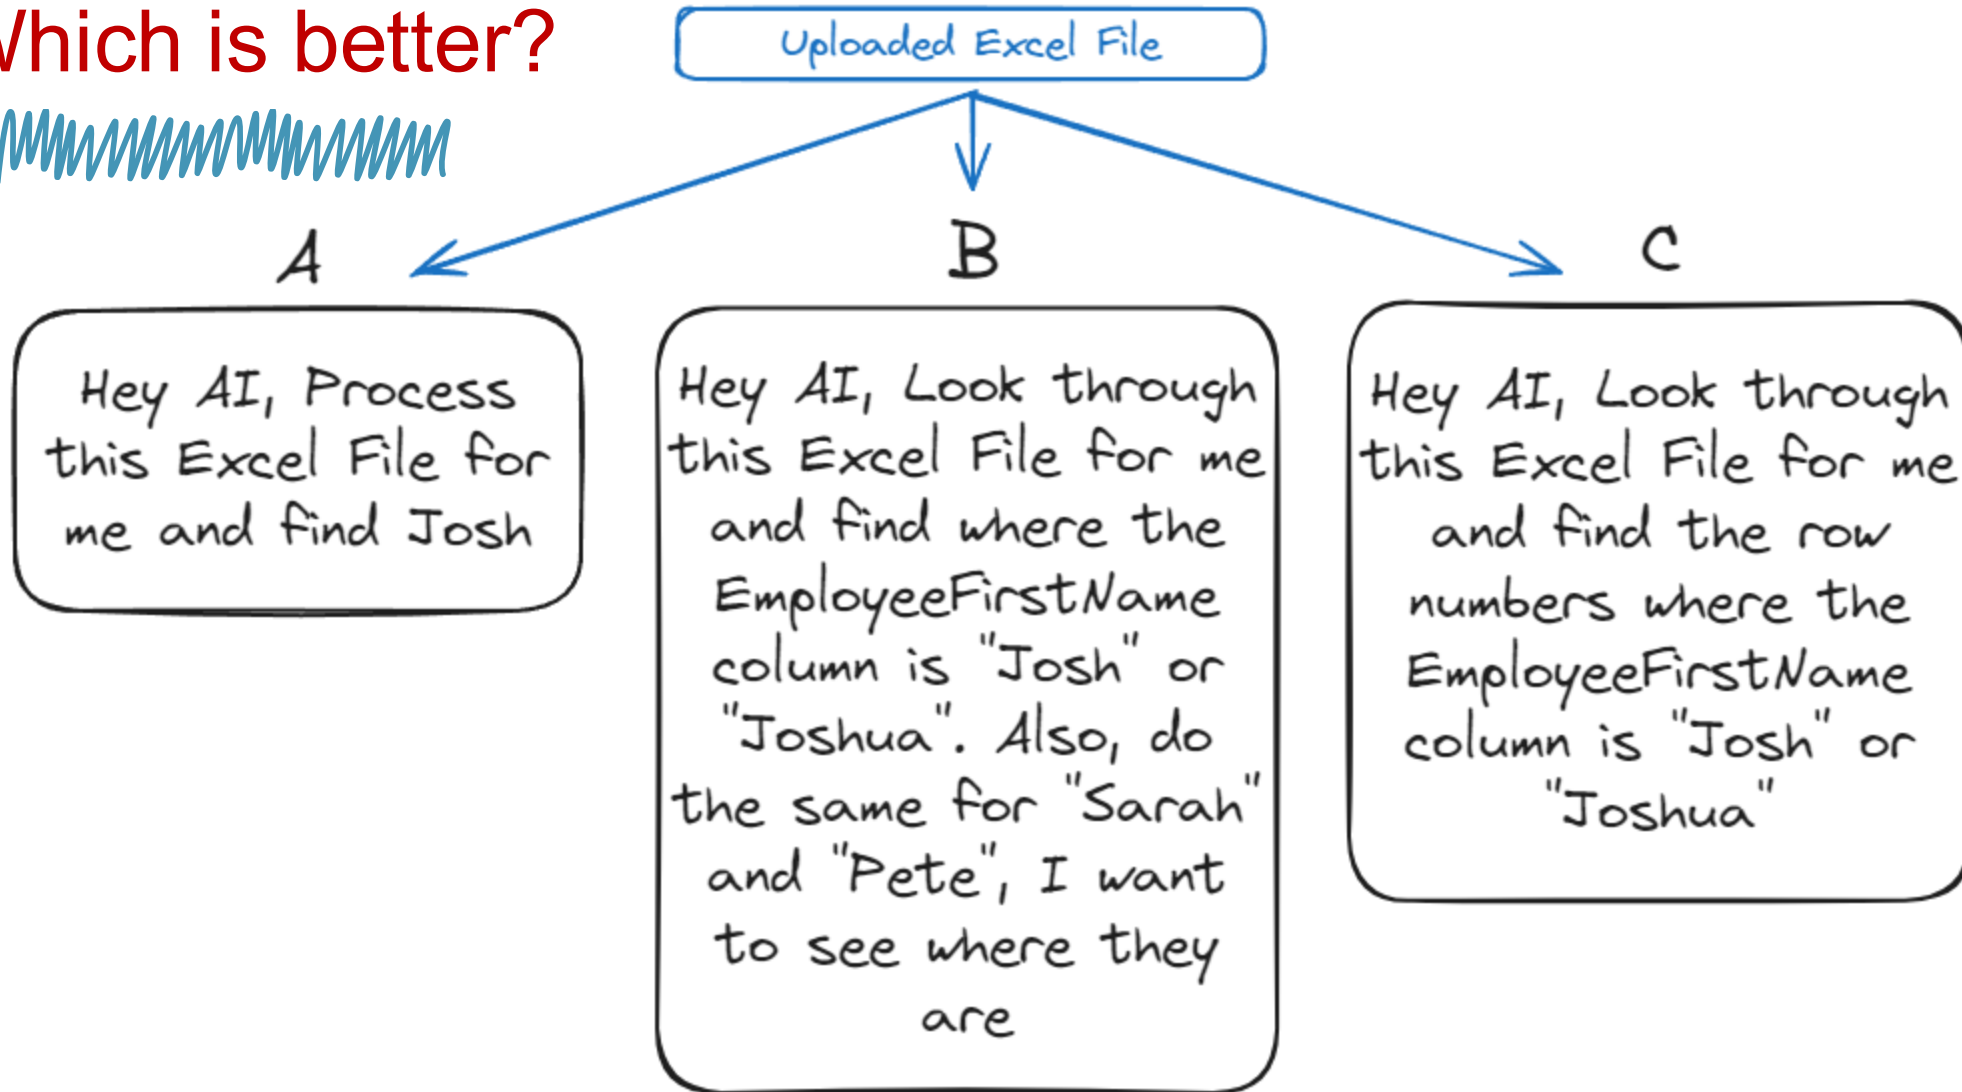 Which is better?
Uploaded Excel File
A
Hey AI, Process
this Excel File for
me and find Josh
B
Hey AI, Look through
this Excel File for me
and find where the
EmployeeFirstName
column is "Josh" or
"Joshua". Also, do
the same for "Sarah"
and "Pete", I want
to see where they
are
C
Hey AI, Look through
this Excel File for me
and find the row
numbers where the
EmployeeFirstName
column is "Josh" or
"Joshua"